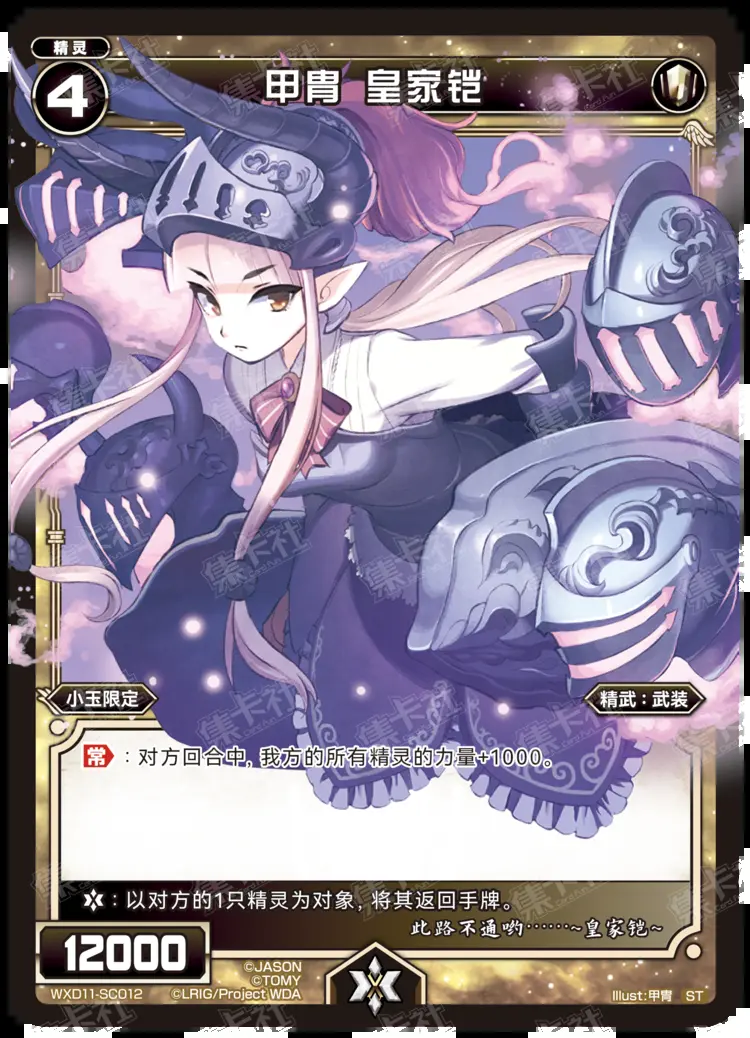 精灵
4
甲胄 皇家铠
小玉限定
精武：武装
常：对方回合中，我方的所有精灵的力量+1000。
：以对方的1只精灵为对象，将其返回手牌。
此路不通哟……~皇家铠~
12000
©JASON
©TOMY
WXD11-SC012 ©LRIG/Project WDA
Illust:甲胄 ST
集卡社